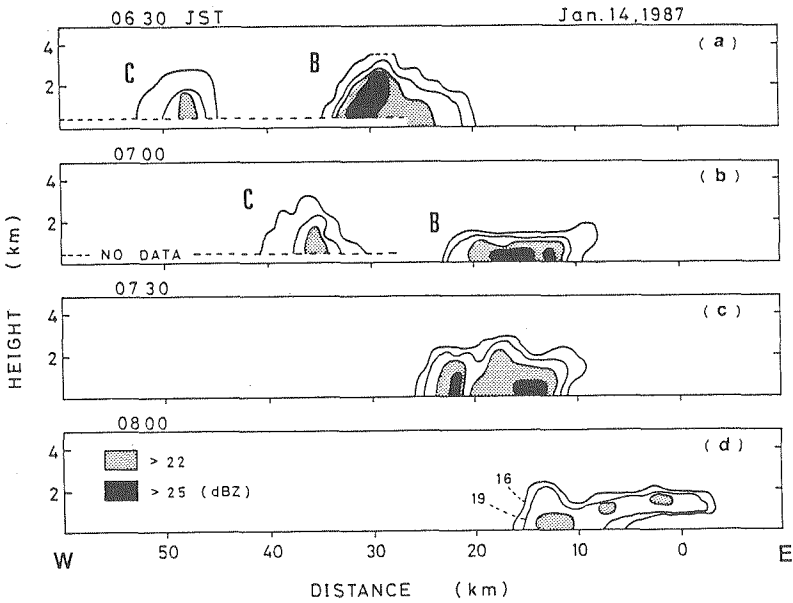 06 30 JST
Jan. 14, 1987
( a )
C
B
4
2
07 00
( b )
C
B
4
2
NO DATA
07 30
( c )
4
2
08 00
( d )
4
2
> 22
> 25 (dBZ)
16
19
HEIGHT (km)
50 40 30 20 10 0
W
E
DISTANCE (km)